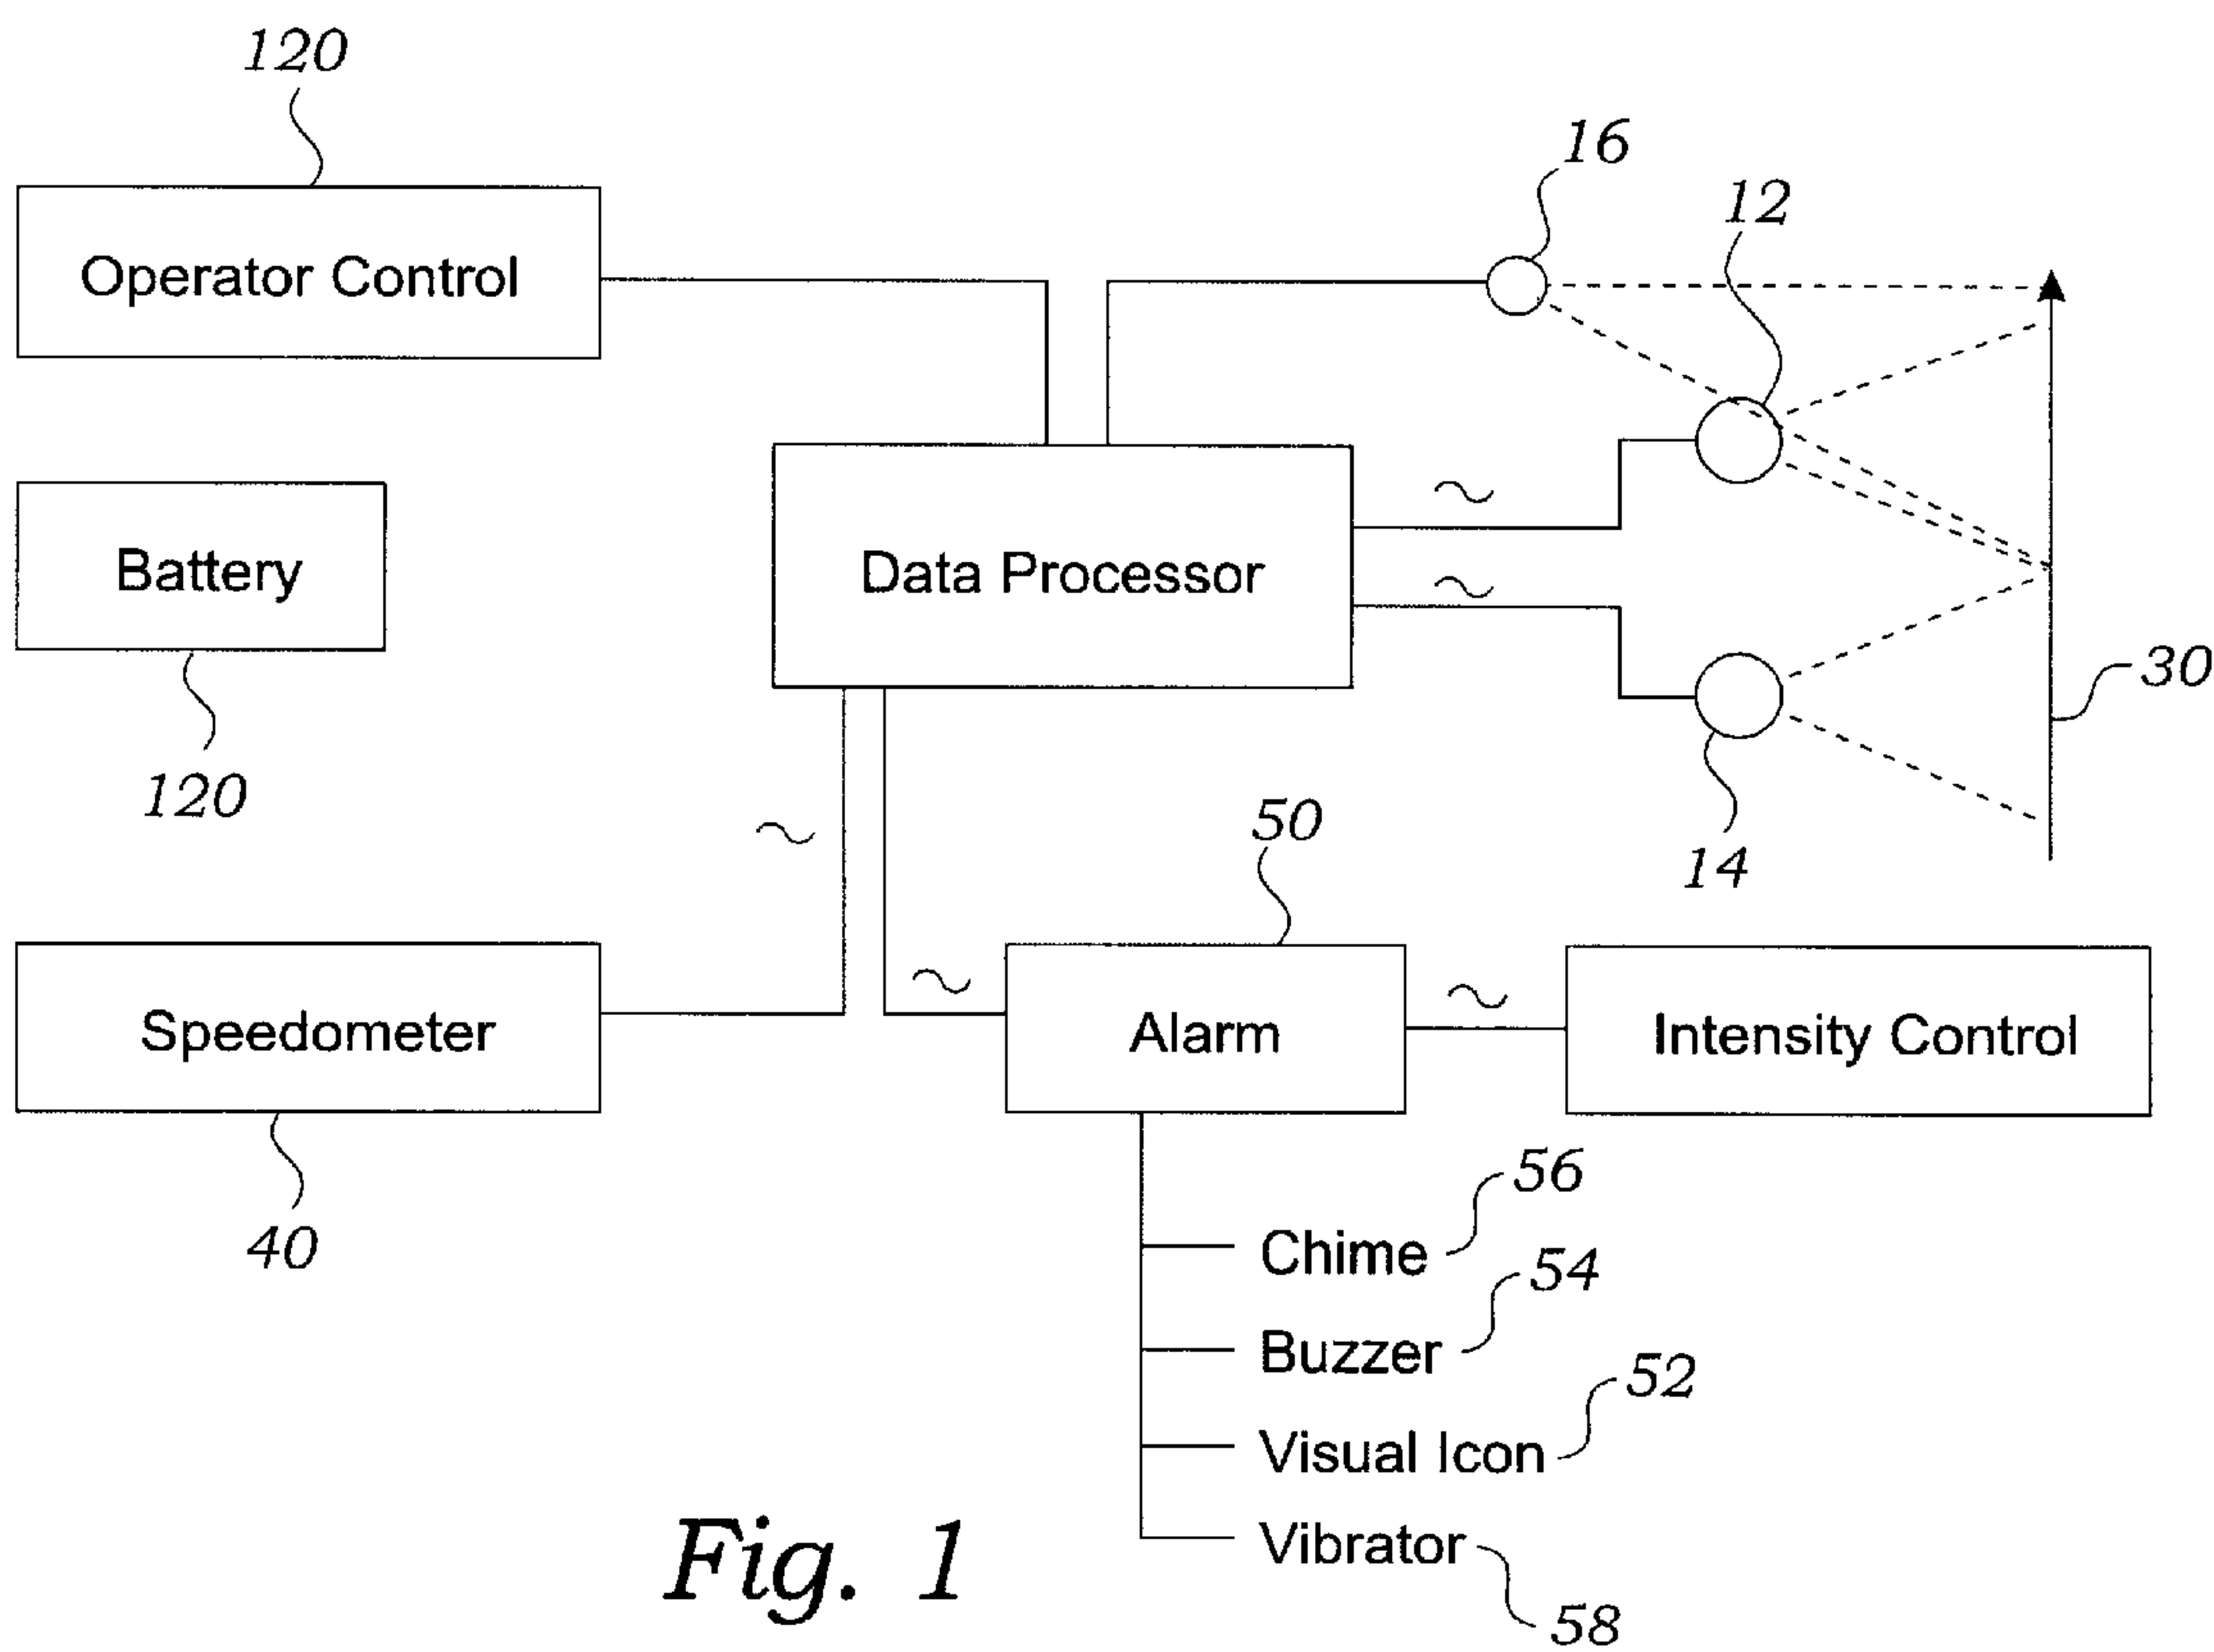 120
16
12
Operator Control
Battery
Data Processor
30
120
50
14
Speedometer
Alarm
Intensity Control
40
Chime 56
Buzzer 54
Visual Icon 52
Vibrator 58
Fig. 1